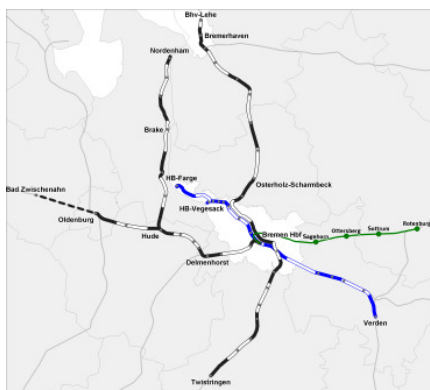 Bhv-Lehe
Bremerhaven
Nordenham
Brake
HB-Farge
Osterholz-Scharmbeck
Bad Zwischenahn
HB-Vegesack
Oldenburg
Rotenburg
Sottrum
Ottersberg
Sagehorn
Bremen Hbf
Hude
Delmenhorst
Verden
Twistringen